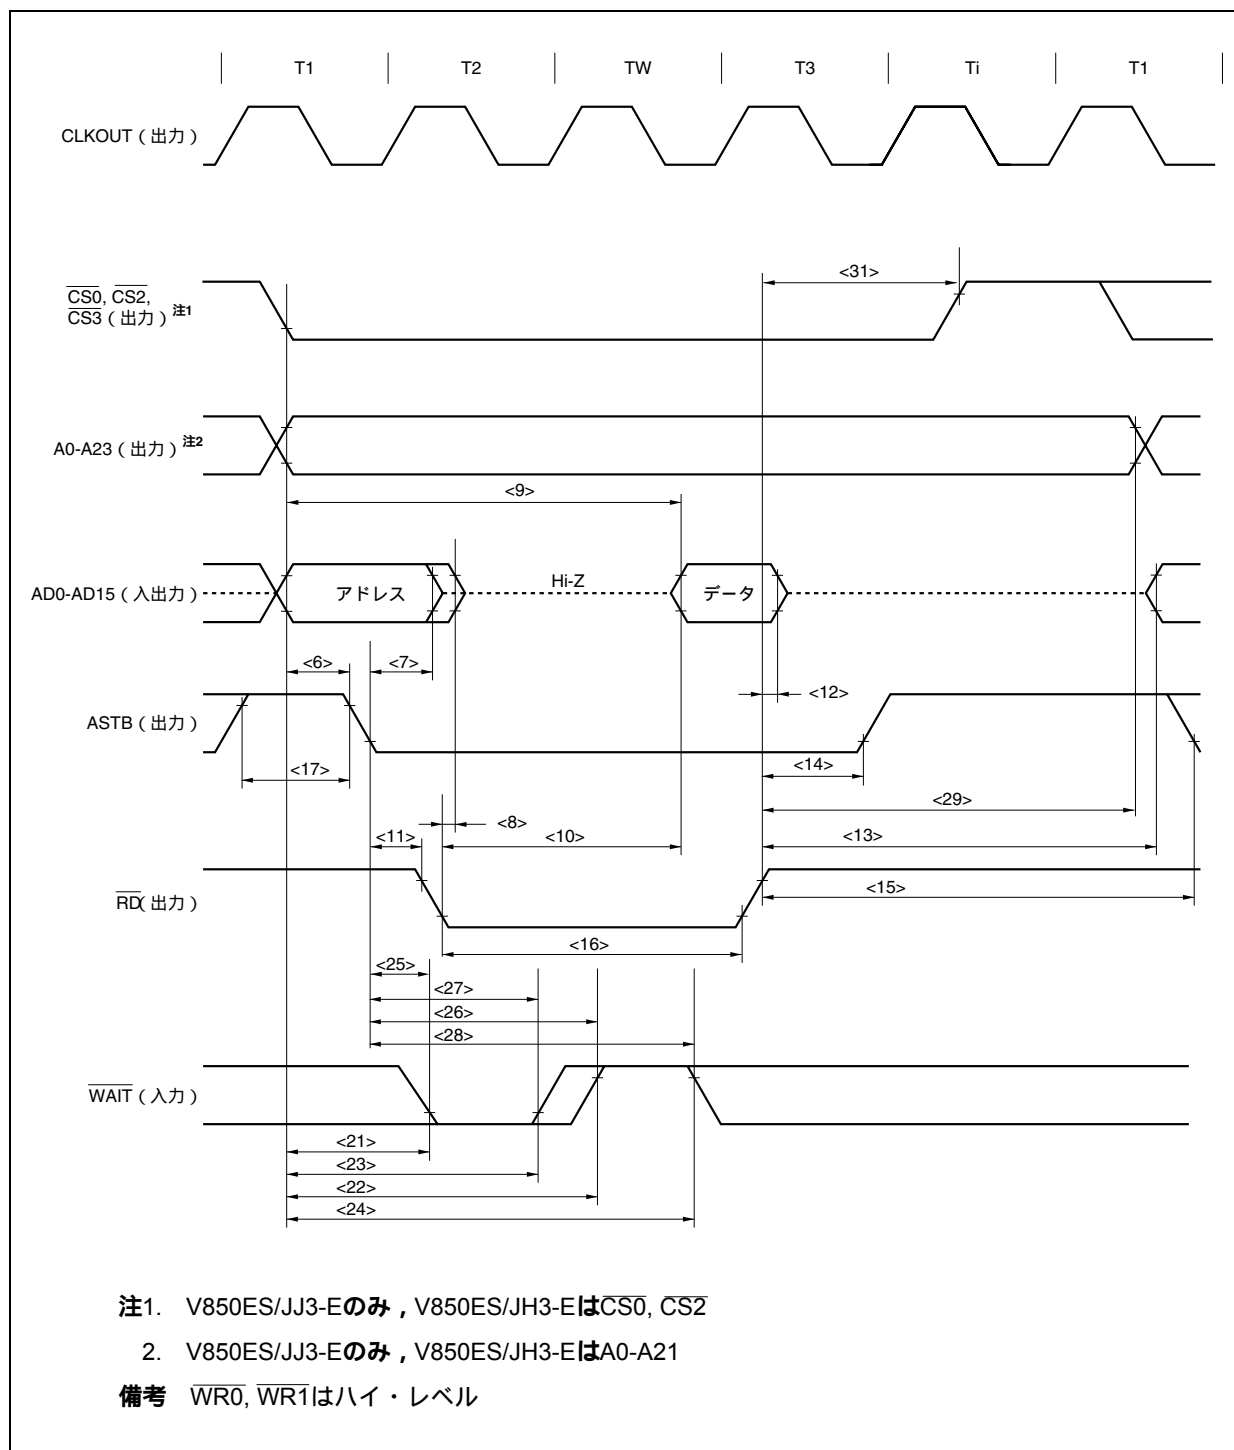 T1 T2 TW T3 Ti T1
CLKOUT(出力)
<31>
CS0, CS2,
CS3(出力)注1
A0-A23(出力)注2
<9>
AD0-AD15(入出力) アドレス Hi-Z データ
<6> <7>
<12>
ASTB(出力)
<17> <14>
<29>
<8>
<11> <10> <13>
<15>
RD(出力)
<16>
<25>
<27>
<26>
<28>
WAIT(入力)
<21>
<23>
<22>
<24>
注1. V850ES/JJ3-Eのみ,V850ES/JH3-EはCS0, CS2
2. V850ES/JJ3-Eのみ,V850ES/JH3-EはA0-A21
備考 WR0, WR1はハイ・レベル